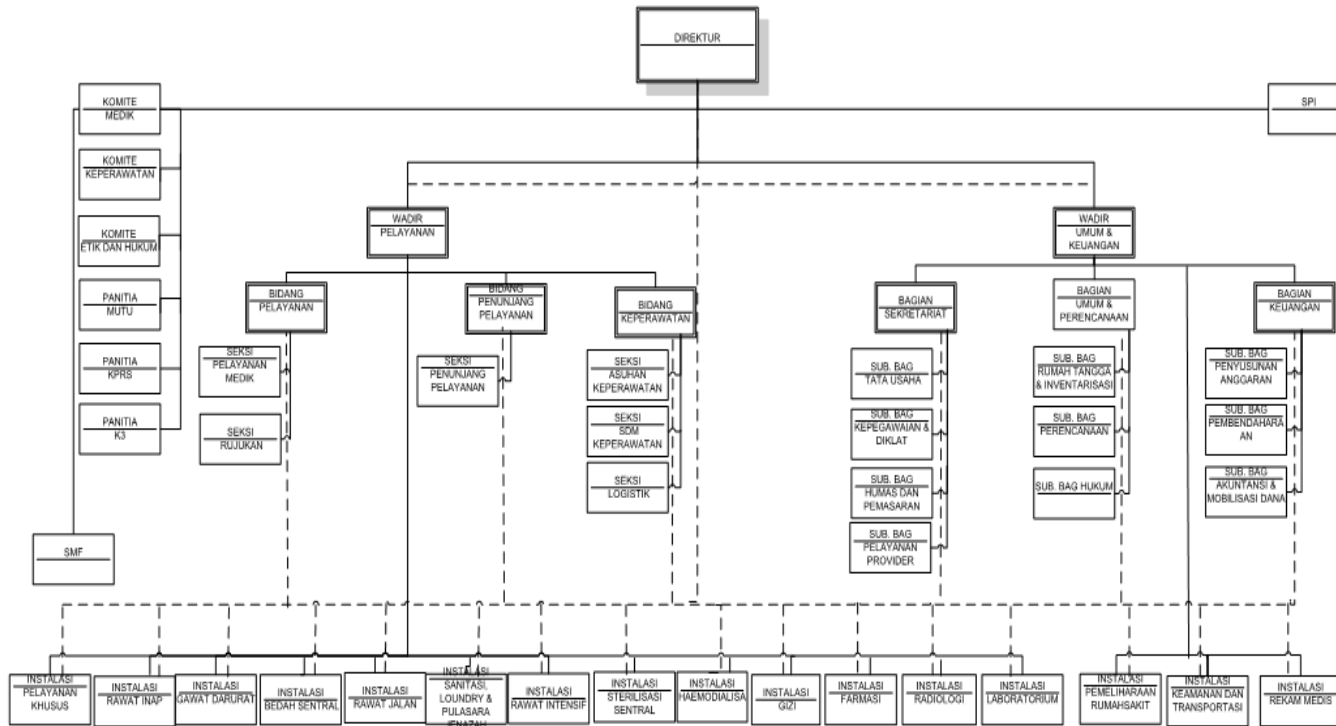 DIREKTUR
KOMITE
MEDIK
SPI
KOMITE
KEPERAWATAN
KOMITE
ETIK DAN HUKUM
PANITIA
MUTU
PANITIA
KPRS
PANITIA
K3
SMF
WADIR
PELAYANAN
WADIR
UMUM &
KEUANGAN
BIDANG
PELAYANAN
BIDANG
PENUNJANG
PELAYANAN
BIDANG
KEPERAWATAN
BAGIAN
SEKRETARIAT
BAGIAN
UMUM &
PERENCANAAN
BAGIAN
KEUANGAN
SEKSI
PELAYANAN
MEDIK
SEKSI
RUJUKAN
SEKSI
PENUNJANG
PELAYANAN
SEKSI
ASUHAN
KEPERAWATAN
SEKSI
SDM
KEPERAWATAN
SEKSI
LOGISTIK
SUB. BAG
TATA USAHA
SUB. BAG
KEPEGAWAIAN &
DIKLAT
SUB. BAG
HUMAS DAN
PEMASARAN
SUB. BAG
PELAYANAN
PROVIDER
SUB. BAG
RUMAH TANGGA
& INVENTARISASI
SUB. BAG
PERENCANAAN
SUB. BAG HUKUM
SUB. BAG
PENYUSUNAN
ANGGARAN
SUB. BAG
PEMBENDAHARA
AN
SUB. BAG
AKUNTANSI &
MOBILISASI DANA
INSTALASI
PELAYANAN
KHUSUS
INSTALASI
RAWAT INAP
INSTALASI
GAWAT DARURAT
INSTALASI
BEDAH SENTRAL
INSTALASI
RAWAT JALAN
INSTALASI
SANITASI,
LOUNDRY &
PULASARA
JENAZAH
INSTALASI
RAWAT INTENSIF
INSTALASI
STERILISASI
SENTRAL
INSTALASI
HAEMODIALISA
INSTALASI
GIZI
INSTALASI
FARMASI
INSTALASI
RADIOLOGI
INSTALASI
LABORATORIUM
INSTALASI
PEMELIHARAAN
RUMAHSAKIT
INSTALASI
KEAMANAN DAN
TRANSPORTASI
INSTALASI
REKAM MEDIS